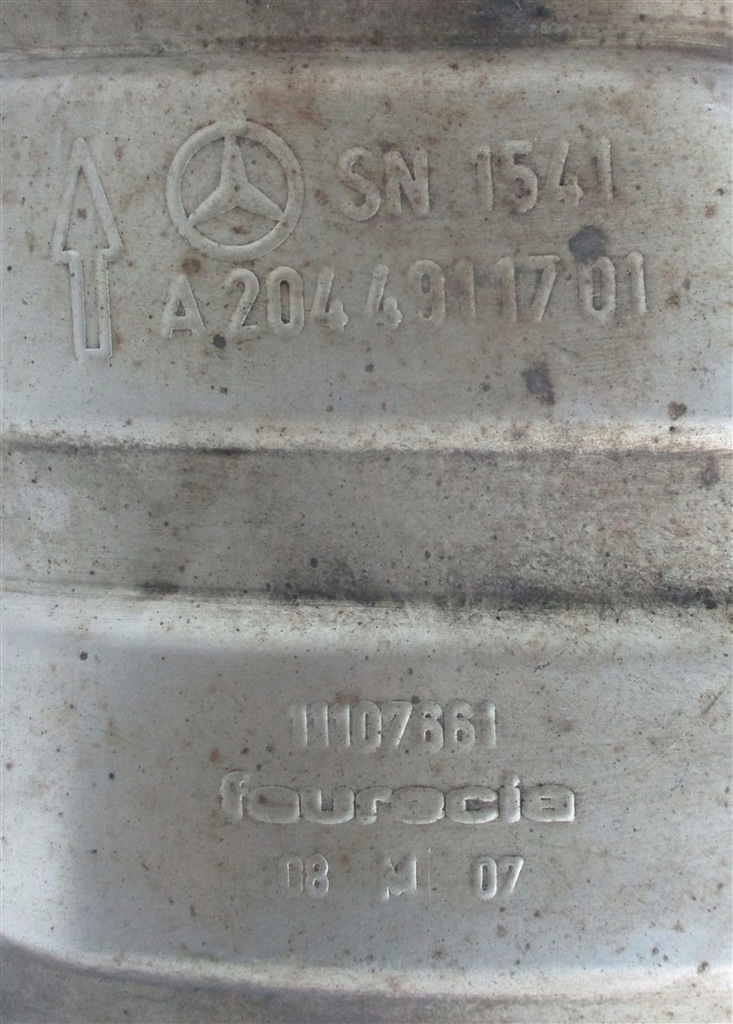 SN 1541
A 204 491 17 01
11107661
faurecia
08 M 07